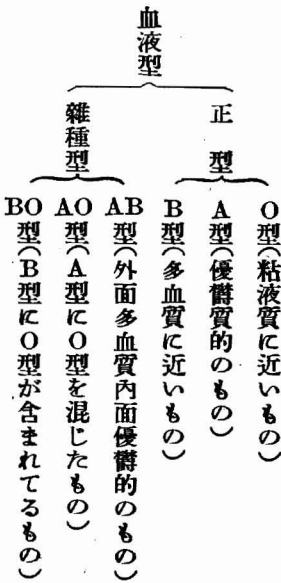 血液型
正型
O型(粘液質に近いもの)
A型(優欝質的のもの)
B型(多血質に近いもの)
雜種型
AB型(外面多血質内面優欝的のもの)
AO型(A型にO型を混じたもの)
BO型(B型にO型が含まれてるもの)